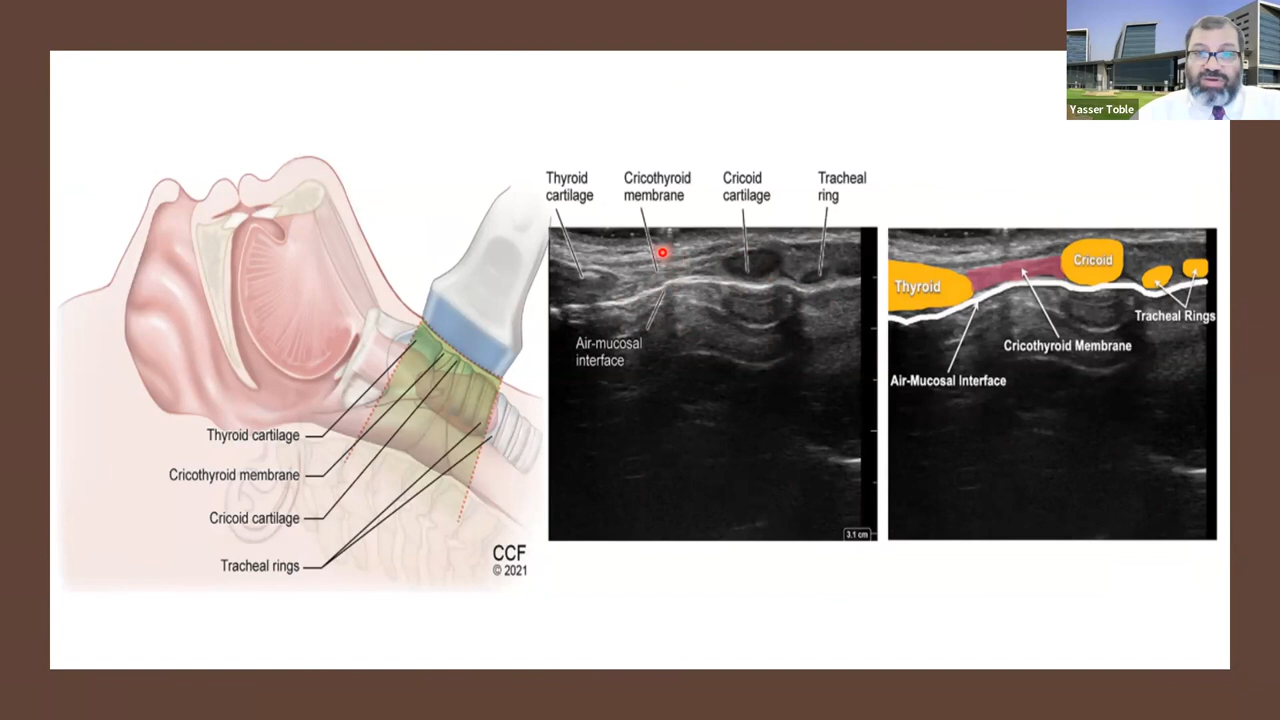 Yasser Toble
Thyroid
cartilage
Cricothyroid
membrane
Cricoid
cartilage
Tracheal
ring
Air-mucosal
interface
3.1 cm
Thyroid
Cricoid
Tracheal Rings
Cricothyroid Membrane
Air-Mucosal Interface
Thyroid cartilage
Cricothyroid membrane
Cricoid cartilage
Tracheal rings
CCF
© 2021